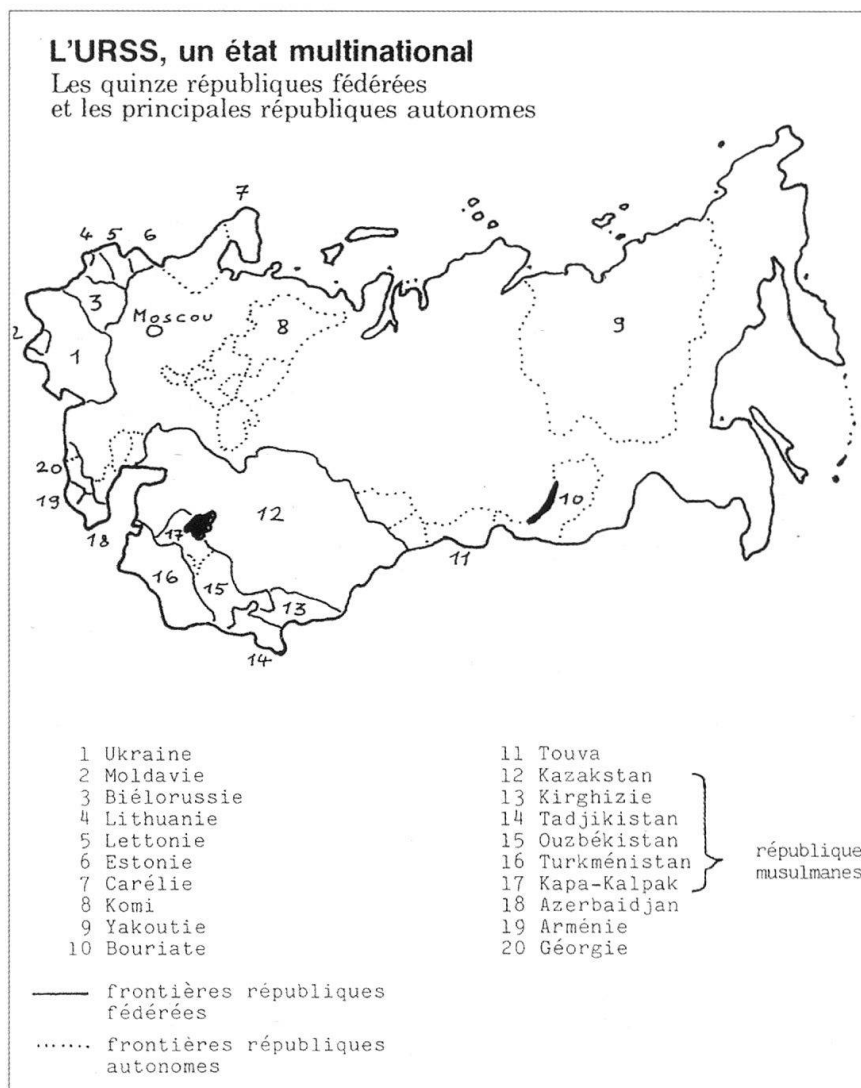 L'URSS, un état multinational
Les quinze républiques fédérées
et les principales républiques autonomes
7
4 5 6
3
Moscou
2
1
8
9
20
19
18
17
12
10
11
16
15
13
14
1 Ukraine
2 Moldavie
3 Biélorussie
4 Lithuanie
5 Lettonie
6 Estonie
7 Carélie
8 Komi
9 Yakoutie
10 Bouriate
11 Touva
12 Kazakstan
13 Kirghizie
14 Tadjikistan
15 Ouzbékistan
16 Turkménistan
17 Kapa-Kalpak
18 Azerbaidjan
19 Arménie
20 Géorgie
république
musulmanes
frontières républiques
fédérées
frontières républiques
autonomes